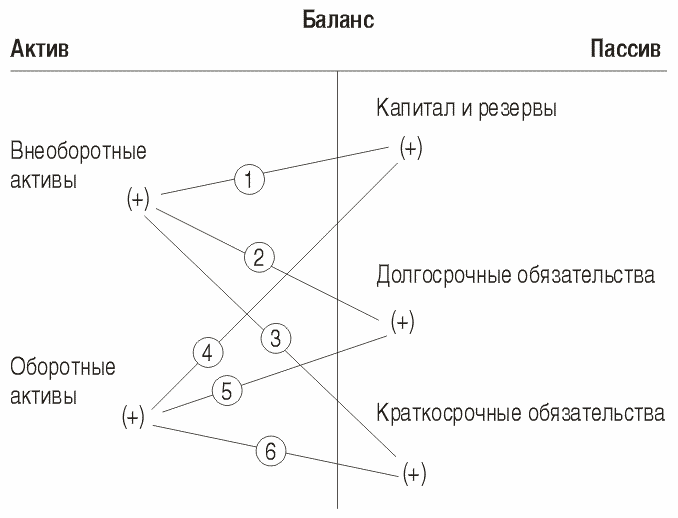 Баланс
Актив
Пассив
Капитал и резервы
(+)
Внеоборотные
активы
(+)
1
2
Долгосрочные обязательства
(+)
3
4
Оборотные
активы
(+)
5
Краткосрочные обязательства
6
(+)